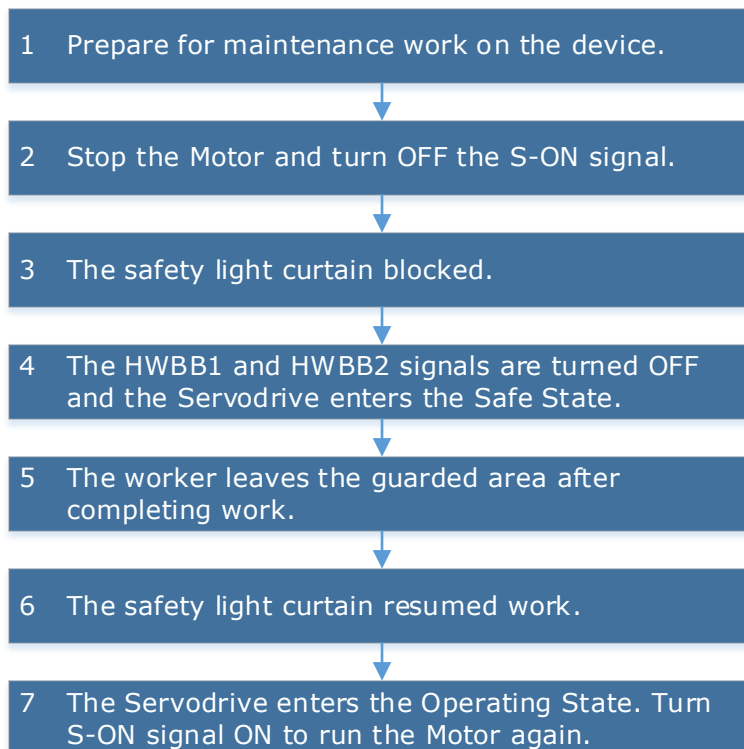 1 Prepare for maintenance work on the device.
2 Stop the Motor and turn OFF the S-ON signal.
3 The safety light curtain blocked.
4 The HWBB1 and HWBB2 signals are turned OFF
and the Servodrive enters the Safe State.
5 The worker leaves the guarded area after
completing work.
6 The safety light curtain resumed work.
7 The Servodrive enters the Operating State. Turn
S-ON signal ON to run the Motor again.